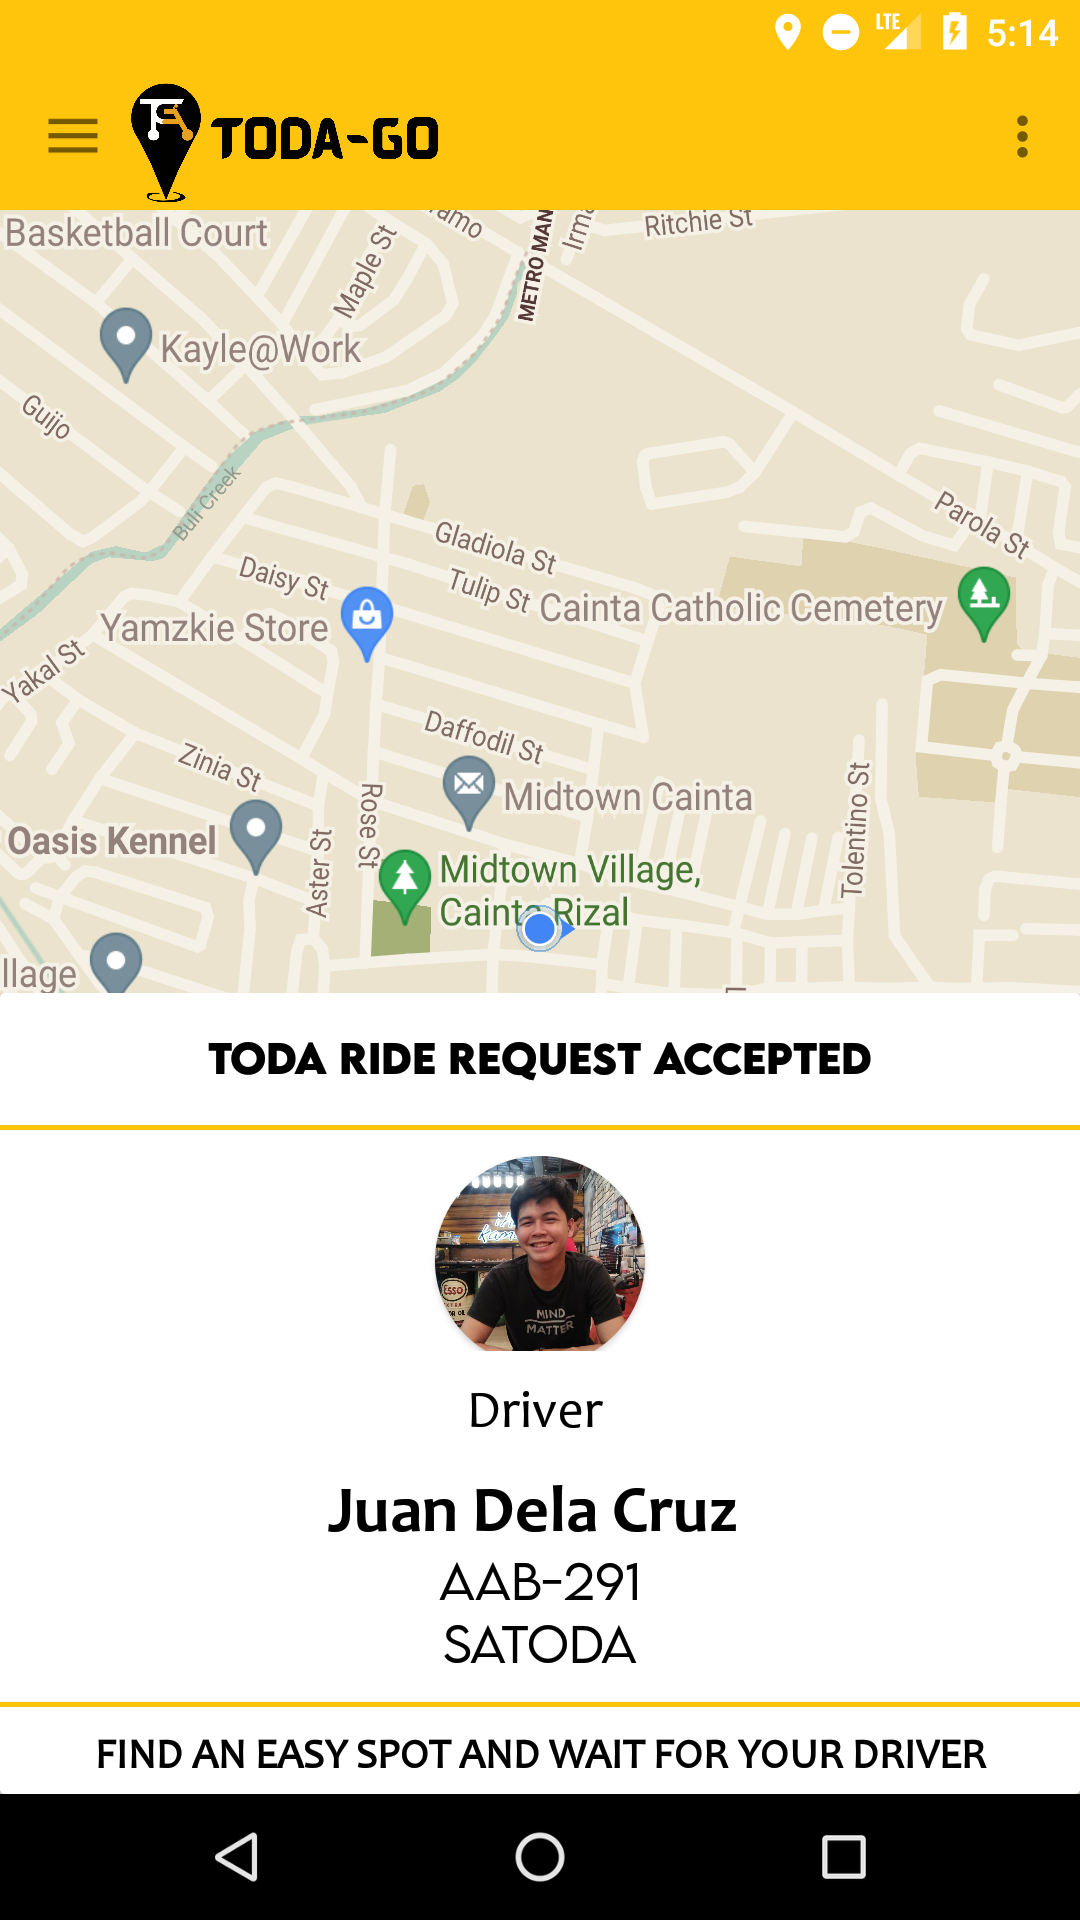 LTE 5:14
TODA-GO
Basketball Court
Maple St
METRO MAN
Ritchie St
Kayle@Work
Guijo
Buli Creek
Gladiola St
Parola St
Daisy St
Tulip St
Cainta Catholic Cemetery
Yamzkie Store
Yakal St
Daffodil St
Zinia St
Midtown Cainta
Rose St
Tolentino St
Oasis Kennel
Aster St
Midtown Village,
Cainta Rizal
llage
TODA RIDE REQUEST ACCEPTED
MIND
MATTER
Driver
Juan Dela Cruz
AAB-291
SATODA
FIND AN EASY SPOT AND WAIT FOR YOUR DRIVER